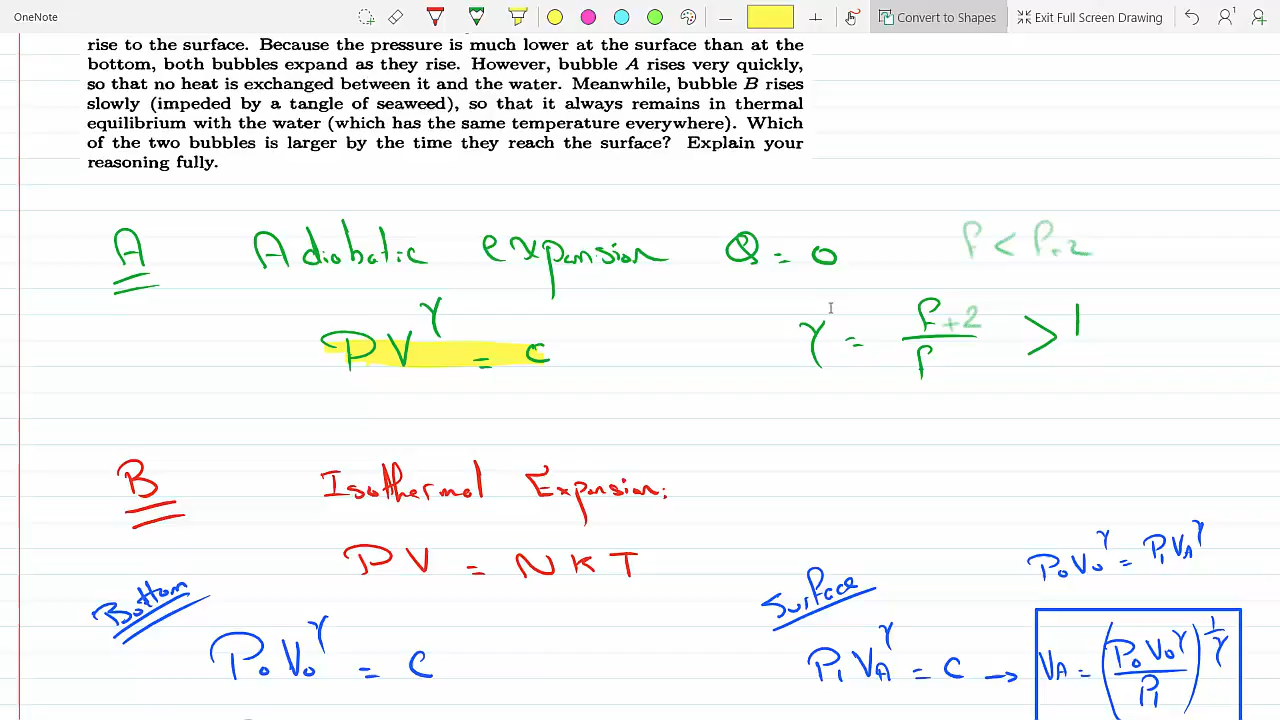 OneNote
Convert to Shapes
Exit Full Screen Drawing
rise to the surface. Because the pressure is much lower at the surface than at the
bottom, both bubbles expand as they rise. However, bubble A rises very quickly,
so that no heat is exchanged between it and the water. Meanwhile, bubble B rises
slowly (impeded by a tangle of seaweed), so that it always remains in thermal
equilibrium with the water (which has the same temperature everywhere). Which
of the two bubbles is larger by the time they reach the surface? Explain your
reasoning fully.
A Adiabatic expansion Q = 0 f < f+2
PV^γ = c γ = f+2 / f > 1
B Isothermal Expansion:
PV = NKT
P₀V₀^γ = P₁V_A^γ
Bottom Surface
P₀V₀^γ = c P₁V_A^γ = c → V_A = (P₀V₀^γ / P₁)^(1/γ)